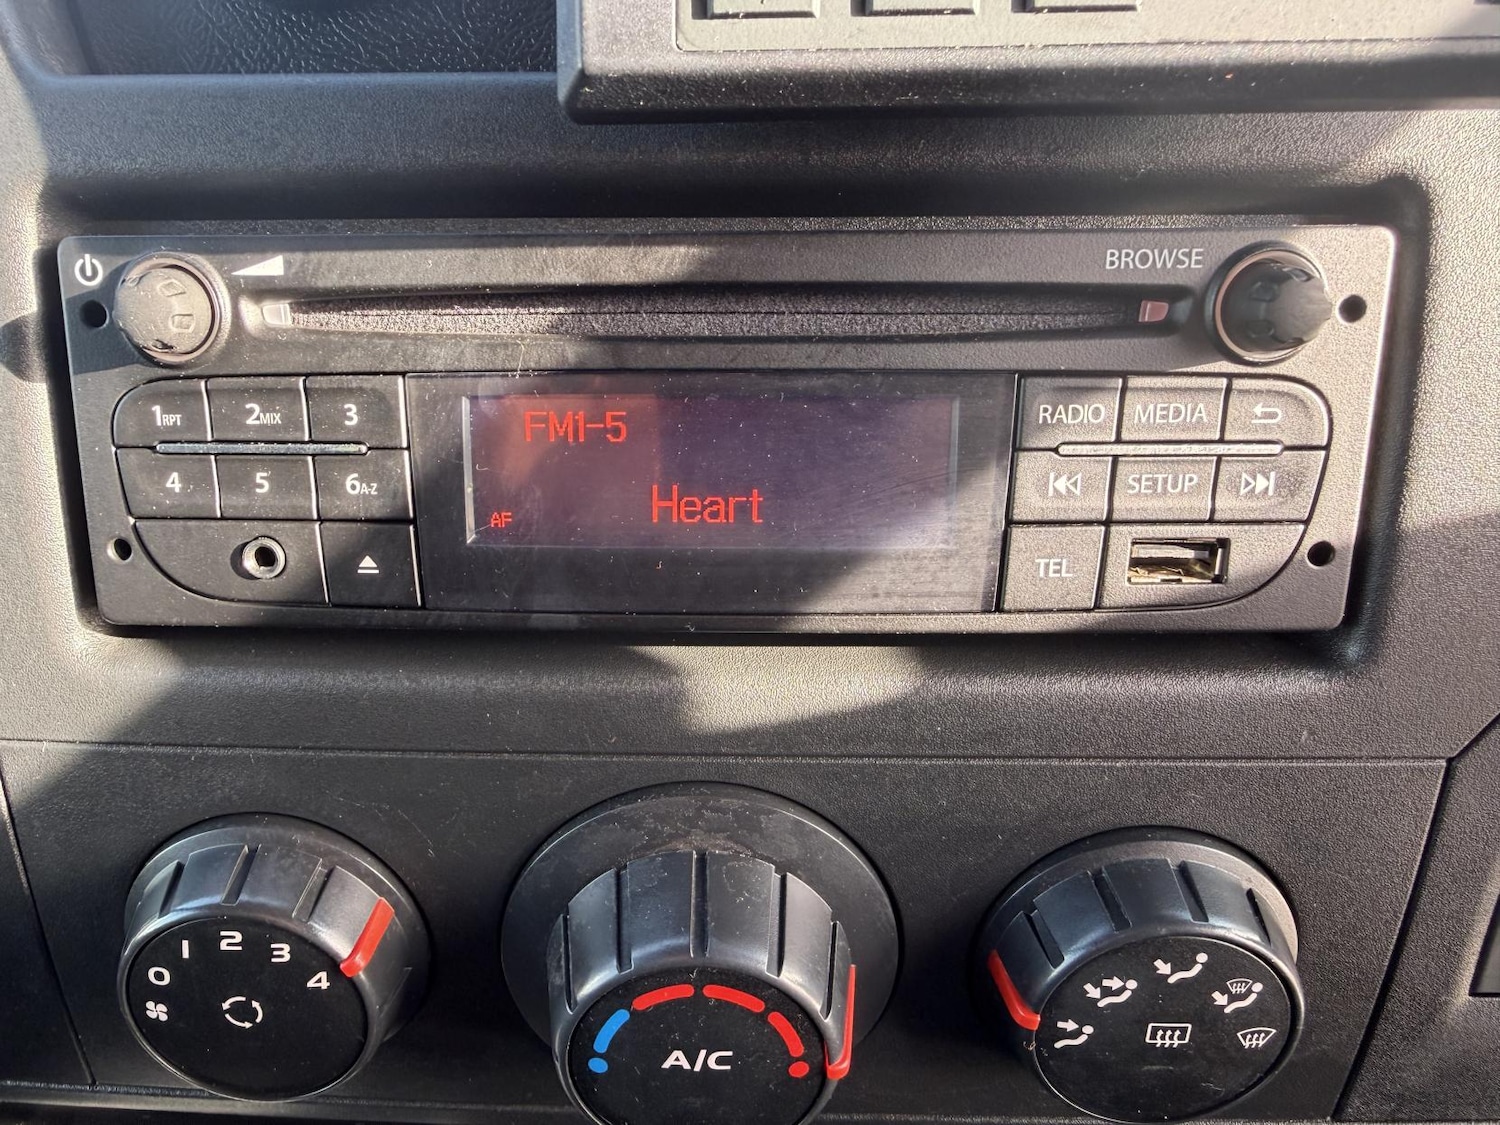 BROWSE
1RPT 2MIX 3
RADIO MEDIA
4 5 6A-Z
SETUP
TEL
FM1-5
Heart
AF
0 1 2 3 4
A/C